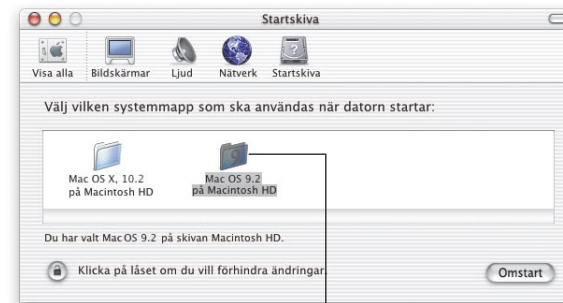 Startskiva
Visa alla Bildskärmar Ljud Nätverk Startskiva
Välj vilken systemmapp som ska användas när datorn startar:
Mac OS X, 10.2 på Macintosh HD
Mac OS 9.2 på Macintosh HD
Du har valt Mac OS 9.2 på skivan Macintosh HD.
Klicka på låset om du vill förhindra ändringar.
Omstart